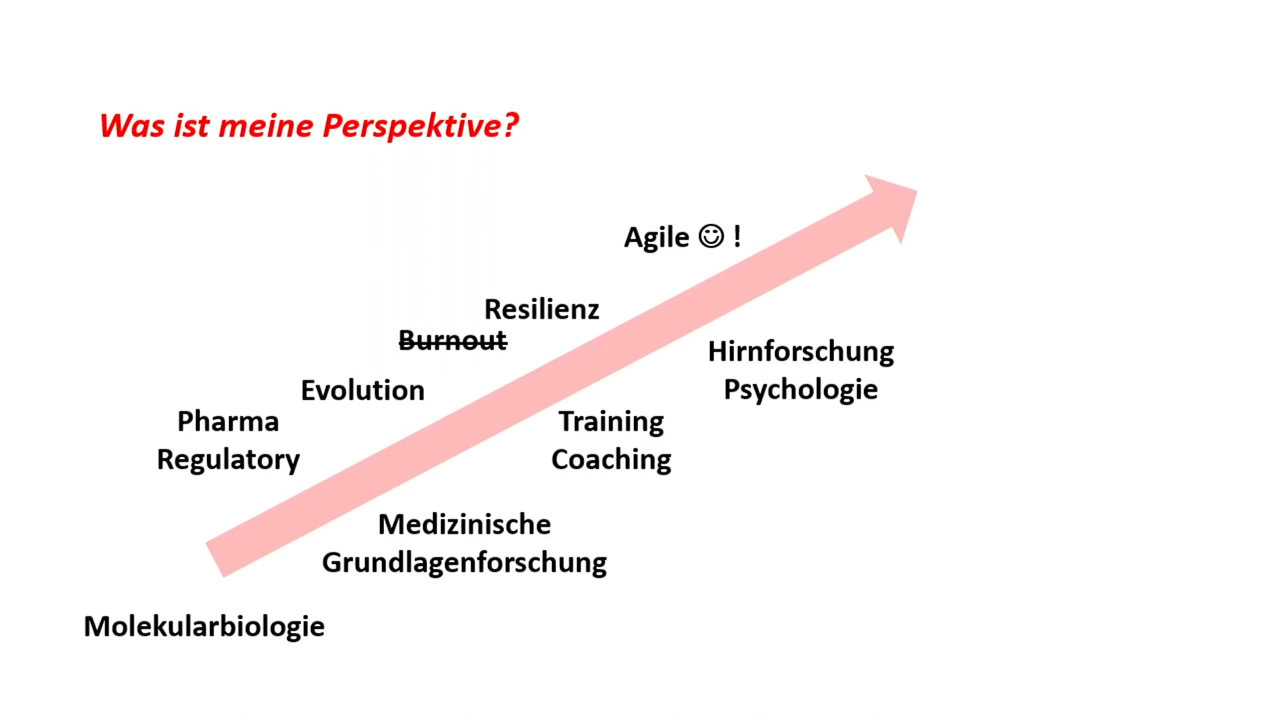 Was ist meine Perspektive?
Agile ☺ !
Resilienz
Burnout
Hirnforschung
Psychologie
Evolution
Pharma
Regulatory
Training
Coaching
Medizinische
Grundlagenforschung
Molekularbiologie